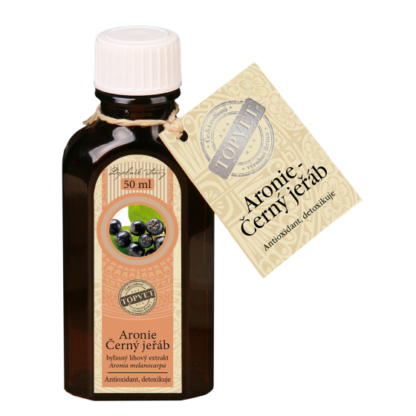 50 ml
TOPVET
Aronie
Černý jeřáb
bylinný lihový extrakt
Aronia melanocarpa
Antioxidant, detoxikuje
TOPVET
Aronie -
Černý jeřáb
Antioxidant, detoxikuje